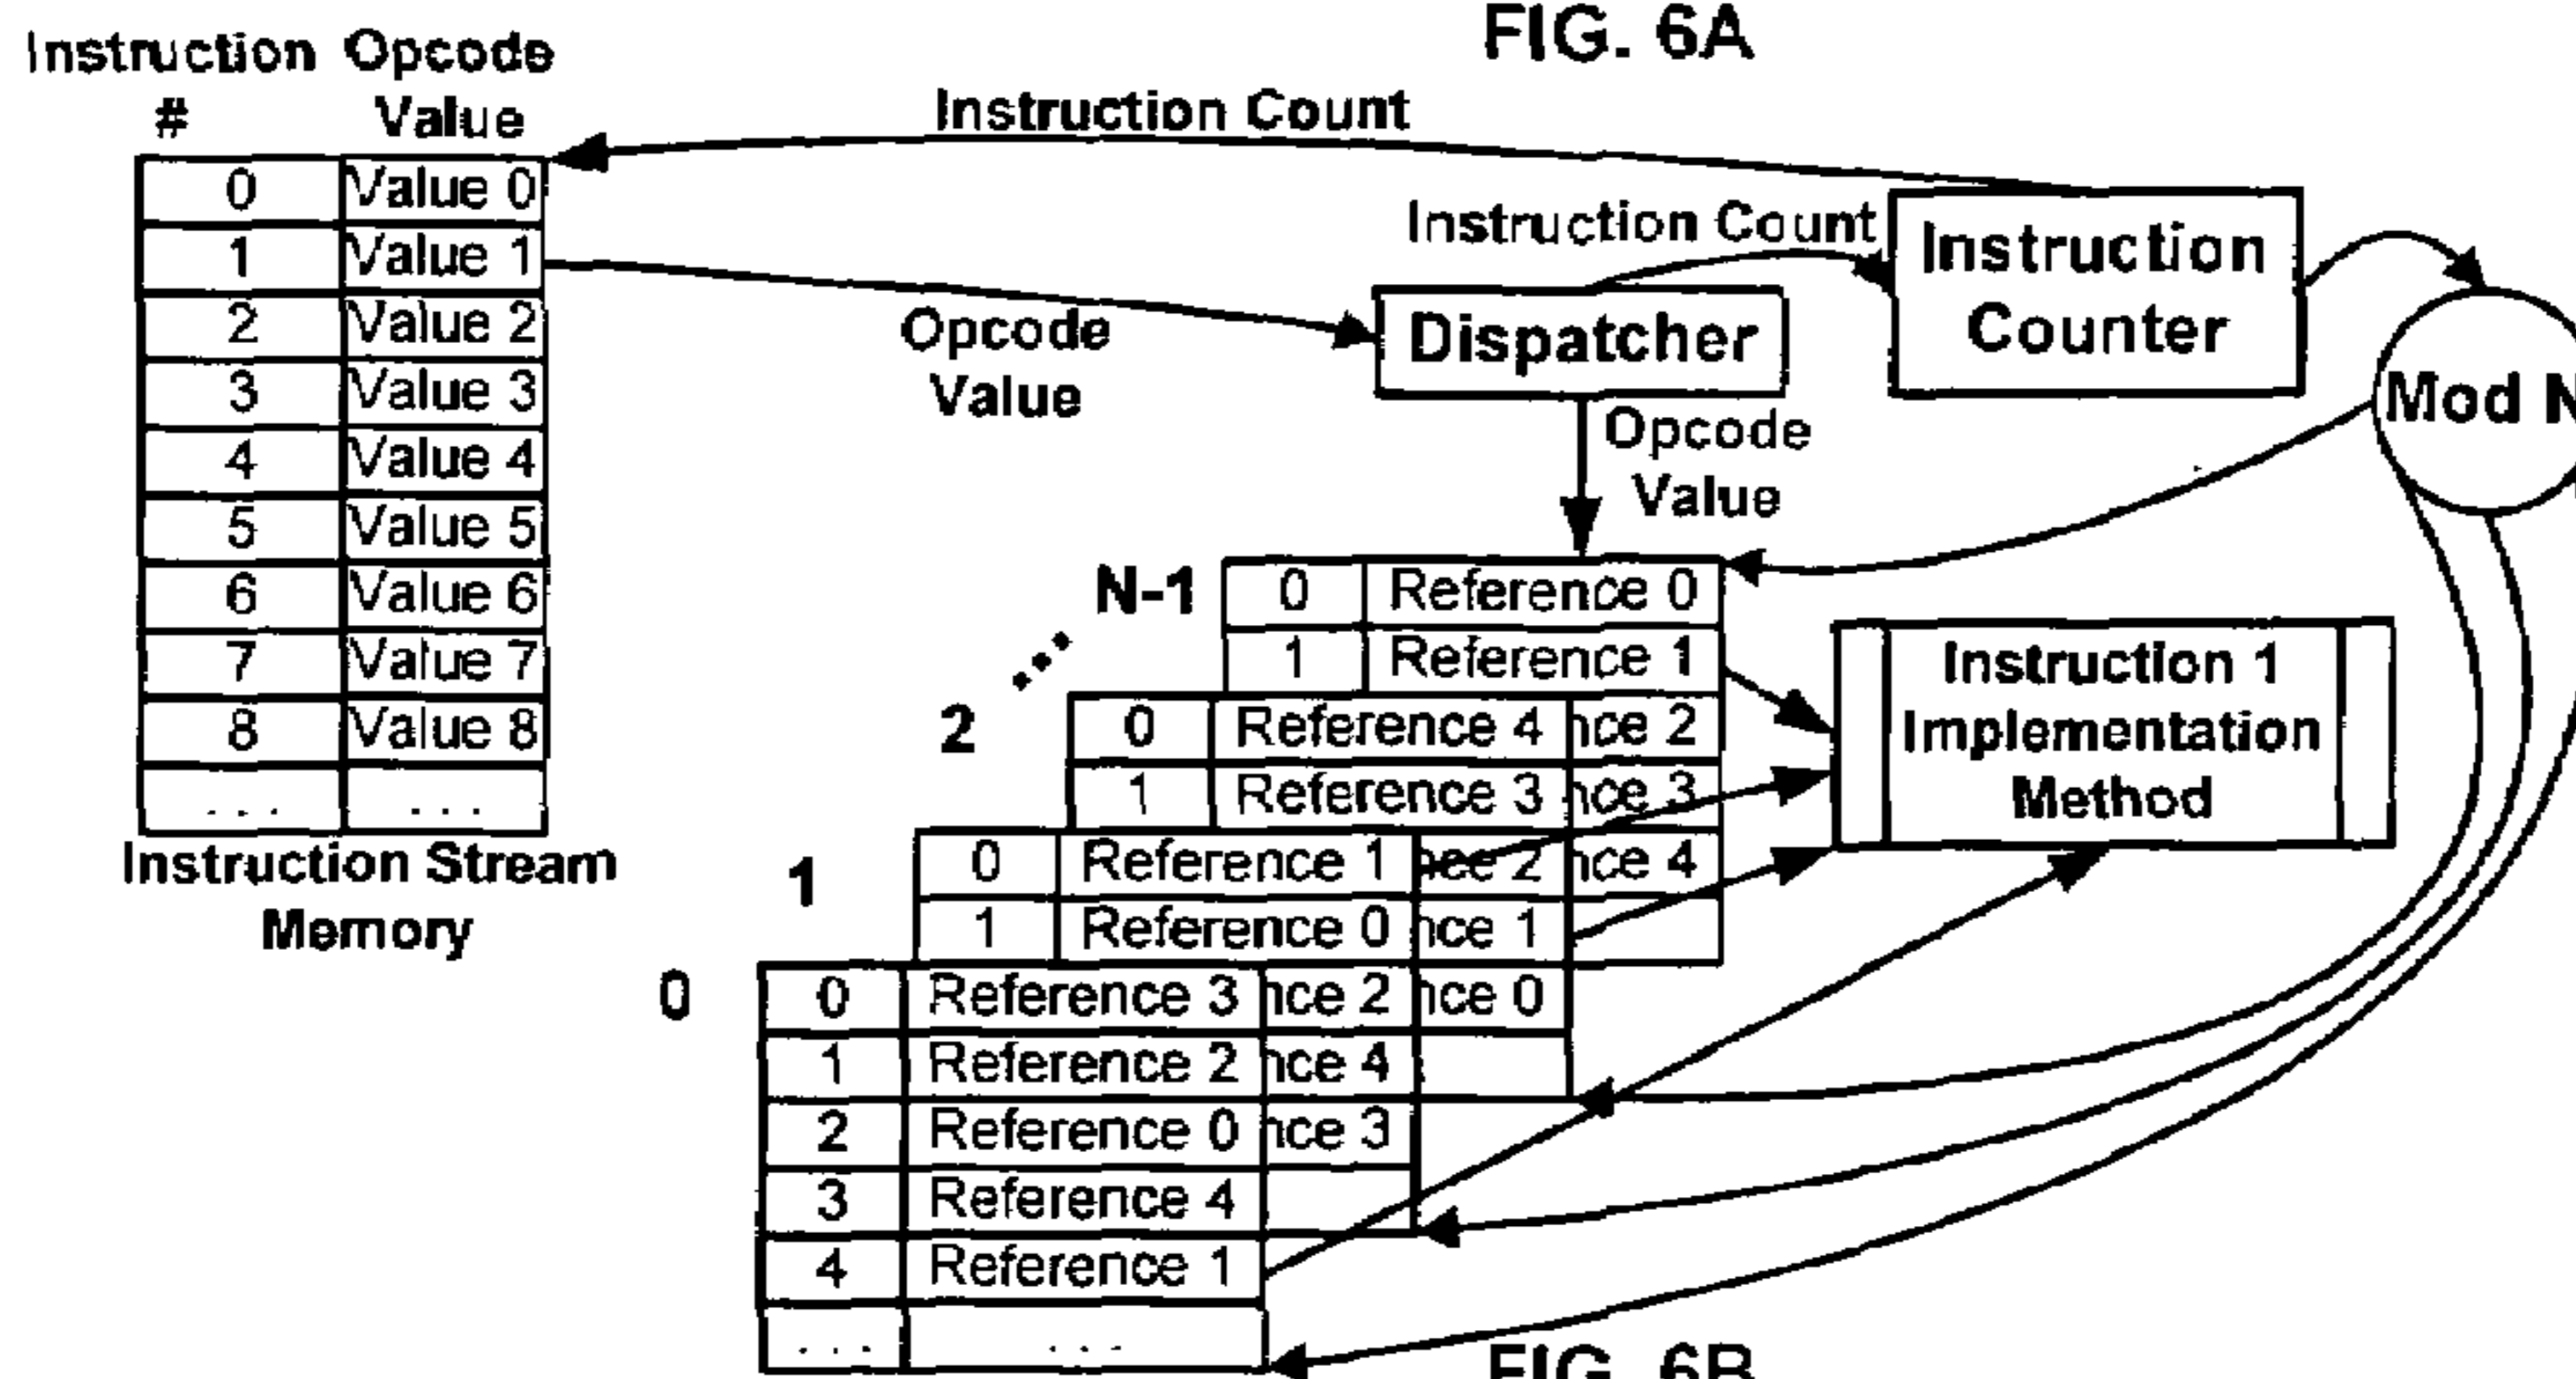 FIG. 6A
Instruction Opcode
# Value
0 Value 0
1 Value 1
2 Value 2
3 Value 3
4 Value 4
5 Value 5
6 Value 6
7 Value 7
8 Value 8
... ...
Instruction Stream
Memory
Instruction Count
Instruction Count
Instruction
Counter
Mod N
Opcode
Value
Dispatcher
Opcode
Value
N-1
0 Reference 0
1 Reference 1
2
0 Reference 4 nce 2
1 Reference 3 nce 3
1
0 Reference 1 nce 2 nce 4
1 Reference 0 nce 1
0
0 Reference 3 nce 2 nce 0
1 Reference 2 nce 4
2 Reference 0 nce 3
3 Reference 4
4 Reference 1
... ...
Instruction 1
Implementation
Method
FIG. 6B